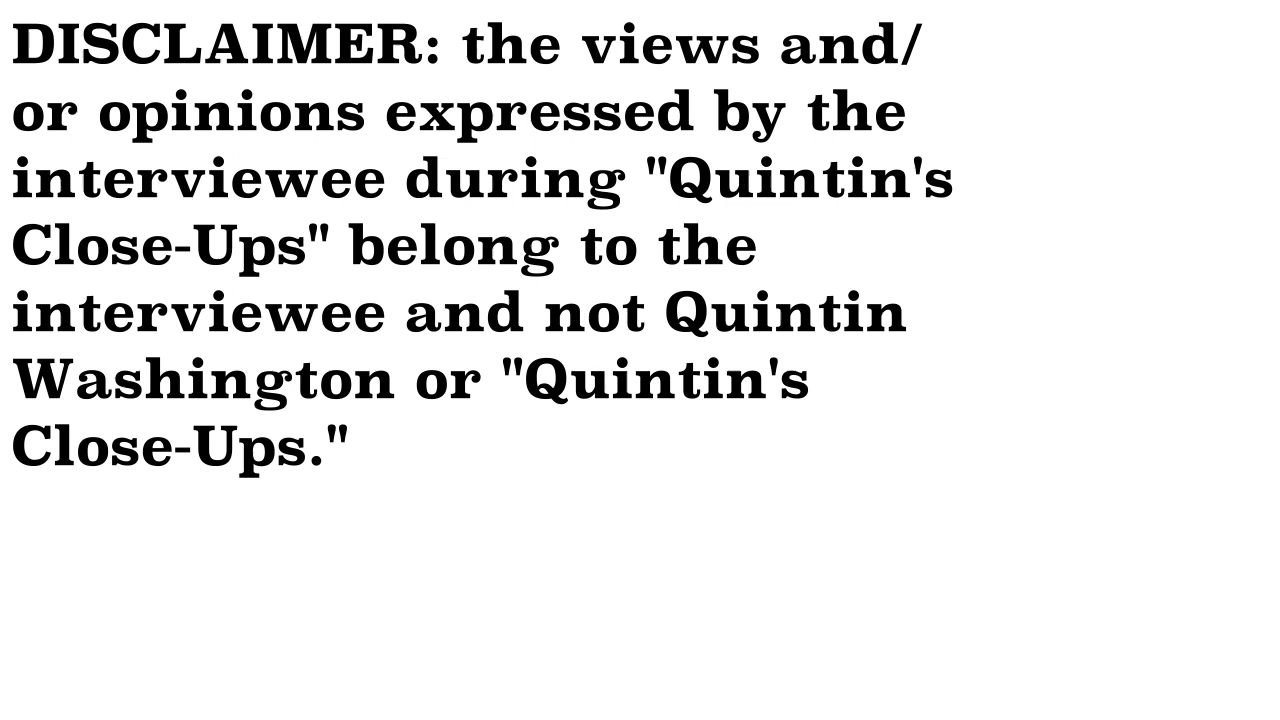 DISCLAIMER: the views and/
or opinions expressed by the
interviewee during "Quintin's
Close-Ups" belong to the
interviewee and not Quintin
Washington or "Quintin's
Close-Ups."